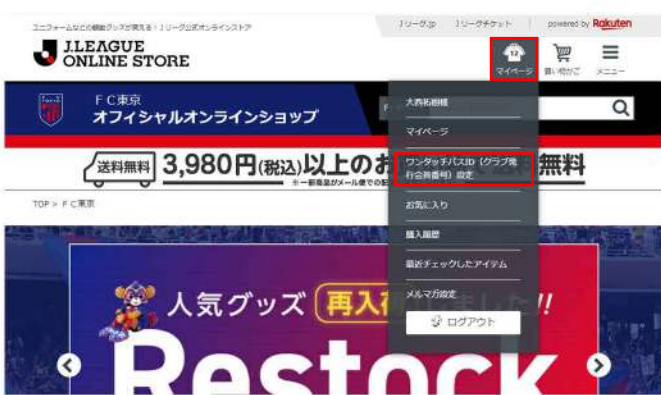 ユニフォームなどの機能グッズが買える！Jリーグ公式オンラインストア
Jリーグ.jp Jリーグチケット powered by Rakuten
J.LEAGUE
ONLINE STORE
12
マイページ 買い物かご メニュー
FC東京
オフィシャルオンラインショップ
マイページ
送料無料 3,980円(税込)以上のお 無料
ワンタッチパスID（クラブ発
行会員番号）設定
TOP > FC東京
お気に入り
購入履歴
最近チェックしたアイテム
メルマガ設定
ログアウト
人気グッズ 再入荷しました!!
Restock